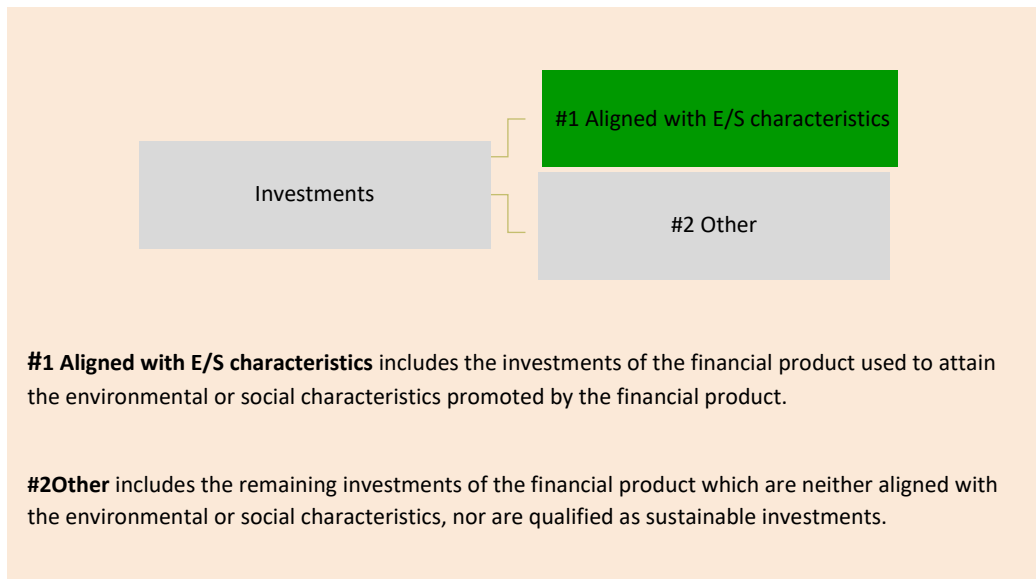 #1 Aligned with E/S characteristics
Investments
#2 Other
#1 Aligned with E/S characteristics includes the investments of the financial product used to attain
the environmental or social characteristics promoted by the financial product.
#2Other includes the remaining investments of the financial product which are neither aligned with
the environmental or social characteristics, nor are qualified as sustainable investments.